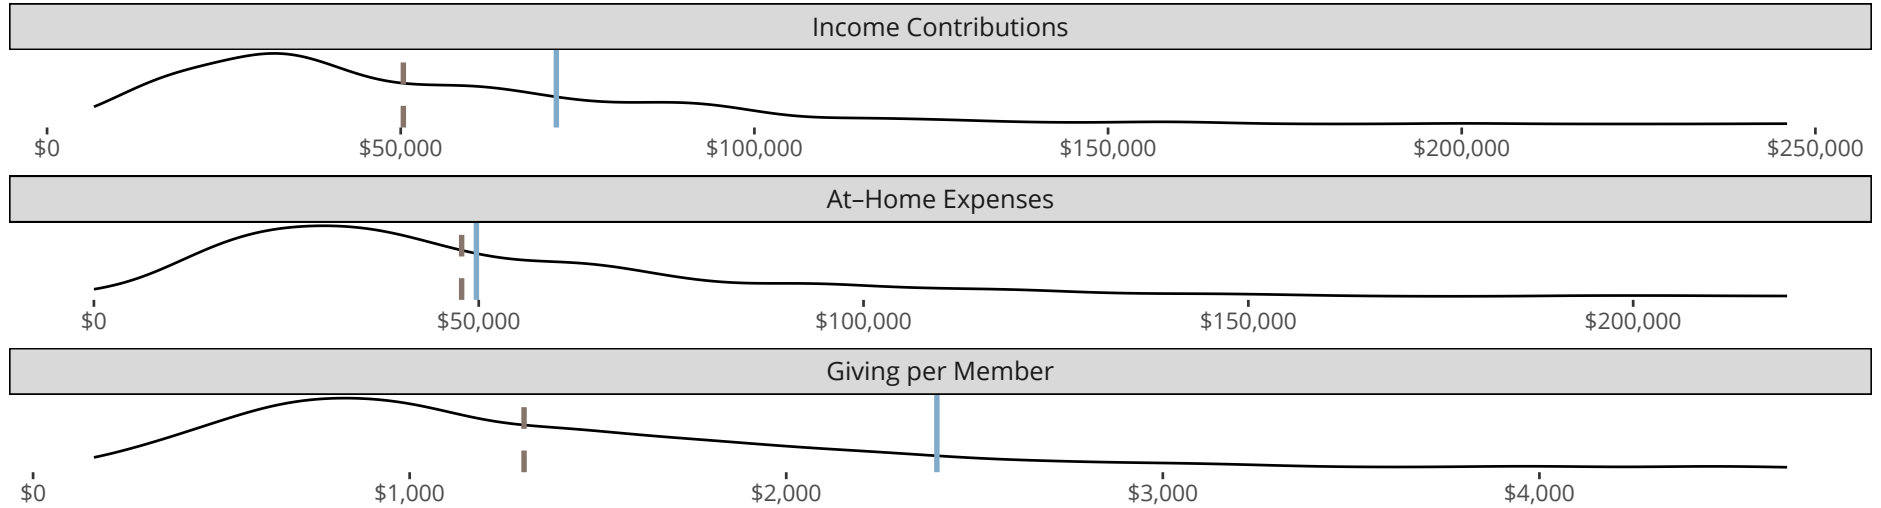 Income Contributions
$0 $50,000 $100,000 $150,000 $200,000 $250,000
At–Home Expenses
$0 $50,000 $100,000 $150,000 $200,000
Giving per Member
$0 $1,000 $2,000 $3,000 $4,000